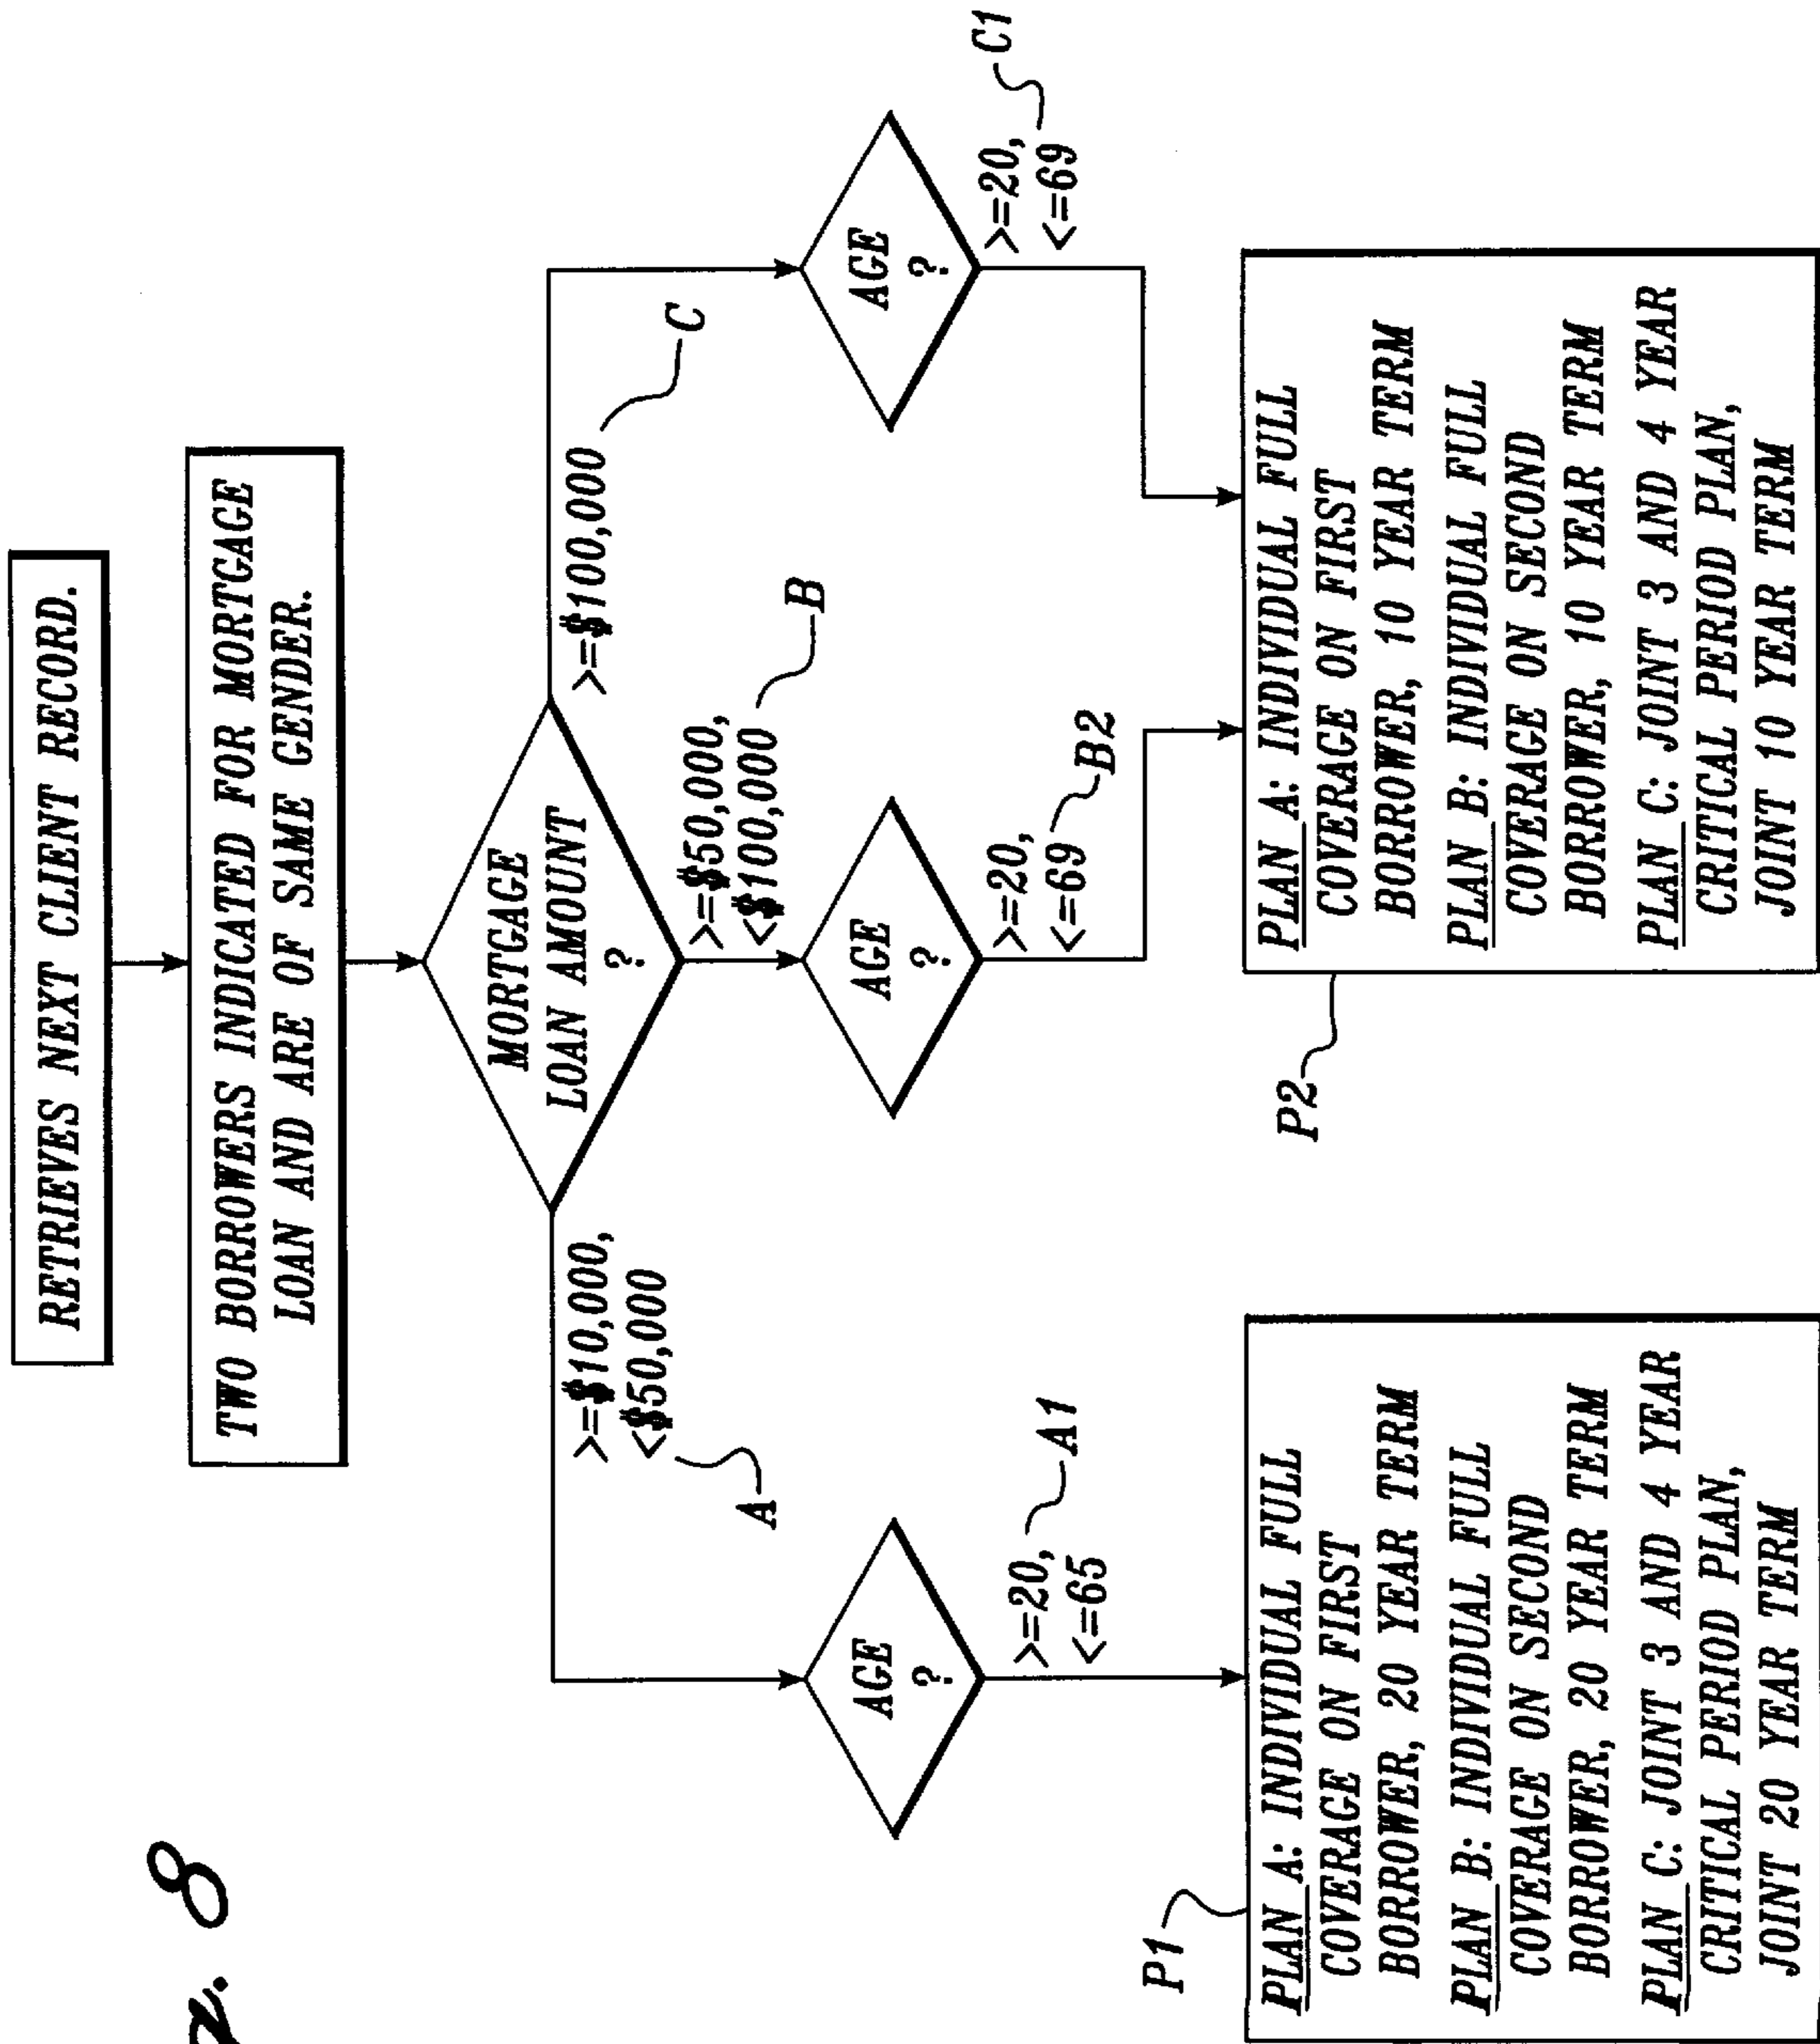 RETRIEVES NEXT CLIENT RECORD.
TWO BORROWERS INDICATED FOR MORTGAGE
LOAN AND ARE OF SAME GENDER.
MORTGAGE
LOAN AMOUNT
?
>=$10,000,
<$50,000
A
>=$50,000,
<$100,000
B
>=$100,000
C
AGE
?
>=20,
<=65
A1
AGE
?
>=20,
<=69
B2
AGE
?
>=20,
<=69
C1
P1
PLAN A: INDIVIDUAL FULL
COVERAGE ON FIRST
BORROWER, 20 YEAR TERM
PLAN B: INDIVIDUAL FULL
COVERAGE ON SECOND
BORROWER, 20 YEAR TERM
PLAN C: JOINT 3 AND 4 YEAR
CRITICAL PERIOD PLAN,
JOINT 20 YEAR TERM
P2
PLAN A: INDIVIDUAL FULL
COVERAGE ON FIRST
BORROWER, 10 YEAR TERM
PLAN B: INDIVIDUAL FULL
COVERAGE ON SECOND
BORROWER, 10 YEAR TERM
PLAN C: JOINT 3 AND 4 YEAR
CRITICAL PERIOD PLAN,
JOINT 10 YEAR TERM
8